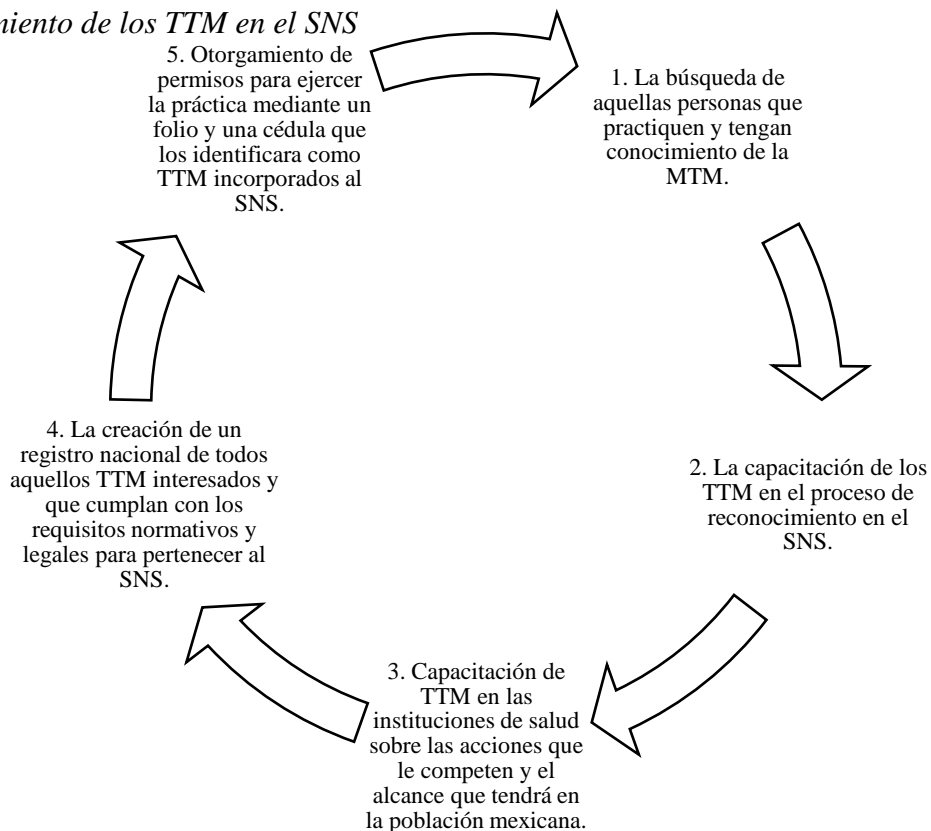 miento de los TTM en el SNS
5. Otorgamiento de
permisos para ejercer
la práctica mediante un
folio y una cédula que
los identificara como
TTM incorporados al
SNS.
1. La búsqueda de
aquellas personas que
practiquen y tengan
conocimiento de la
MTM.
2. La capacitación de los
TTM en el proceso de
reconocimiento en el
SNS.
3. Capacitación de
TTM en las
instituciones de salud
sobre las acciones que
le competen y el
alcance que tendrá en
la población mexicana.
4. La creación de un
registro nacional de todos
aquellos TTM interesados y
que cumplan con los
requisitos normativos y
legales para pertenecer al
SNS.